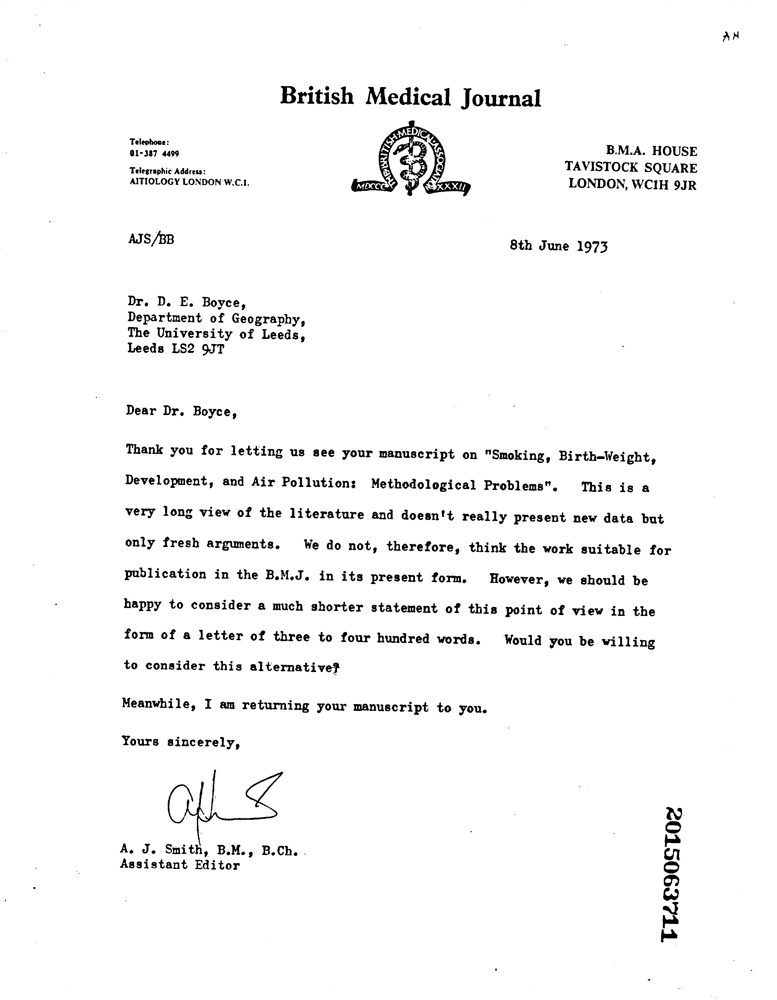 AH
British Medical Journal
Telephone:
01-387 4499
Telegraphic Address:
AITIOLOGY LONDON W.C.1.
BRITISH MEDICAL ASSOCIATION
MDCCC XXXII
B.M.A. HOUSE
TAVISTOCK SQUARE
LONDON, WC1H 9JR
AJS/BB
8th June 1973
Dr. D. E. Boyce,
Department of Geography,
The University of Leeds,
Leeds LS2 9JT
Dear Dr. Boyce,
Thank you for letting us see your manuscript on "Smoking, Birth-Weight,
Development, and Air Pollution: Methodological Problems". This is a
very long view of the literature and doesn't really present new data but
only fresh arguments. We do not, therefore, think the work suitable for
publication in the B.M.J. in its present form. However, we should be
happy to consider a much shorter statement of this point of view in the
form of a letter of three to four hundred words. Would you be willing
to consider this alternative?
Meanwhile, I am returning your manuscript to you.
Yours sincerely,
A. J. Smith, B.M., B.Ch.
Assistant Editor
2015063711